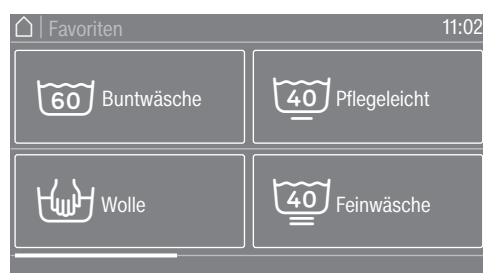 Favoriten 11:02
60 Buntwäsche
40 Pflegeleicht
Wolle
40 Feinwäsche